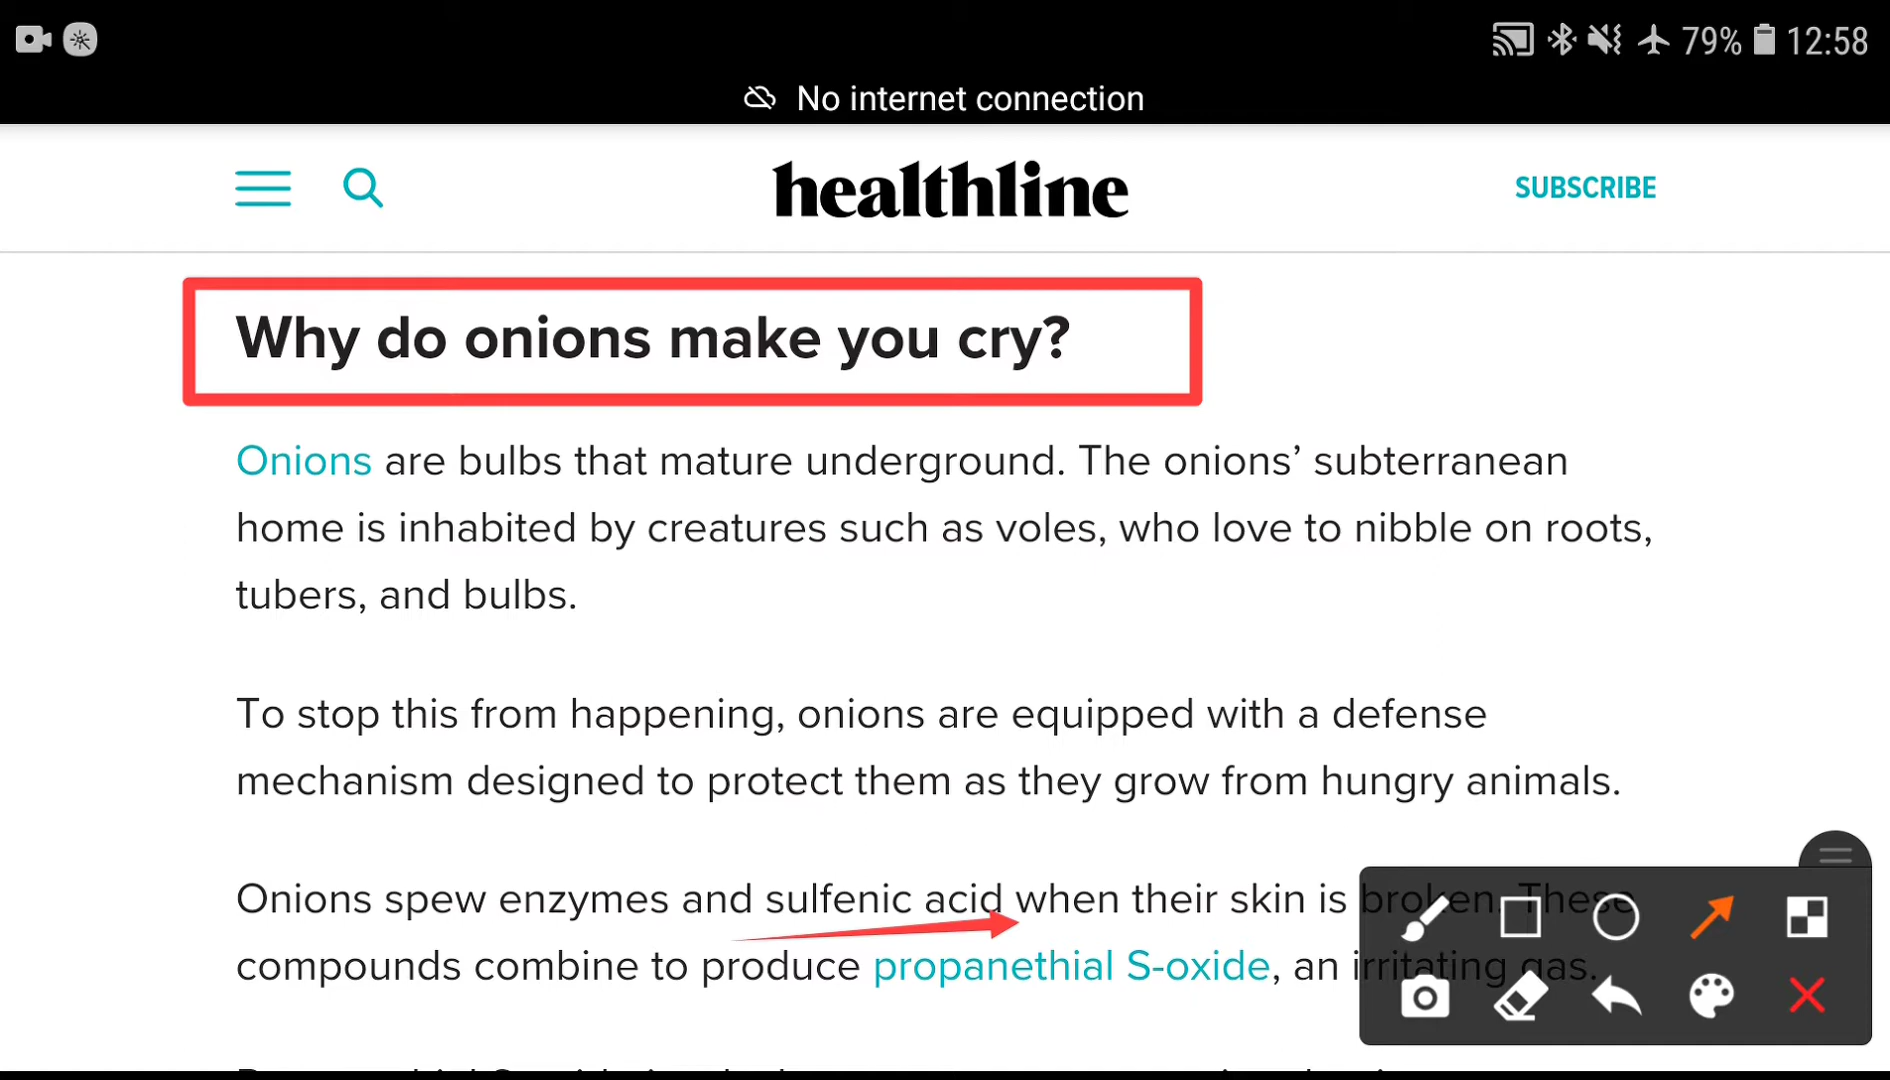 79% 12:58
No internet connection
healthline
SUBSCRIBE
Why do onions make you cry?
Onions are bulbs that mature underground. The onions’ subterranean
home is inhabited by creatures such as voles, who love to nibble on roots,
tubers, and bulbs.
To stop this from happening, onions are equipped with a defense
mechanism designed to protect them as they grow from hungry animals.
Onions spew enzymes and sulfenic acid when their skin is broken. These
compounds combine to produce propanethial S-oxide, an irritating gas.